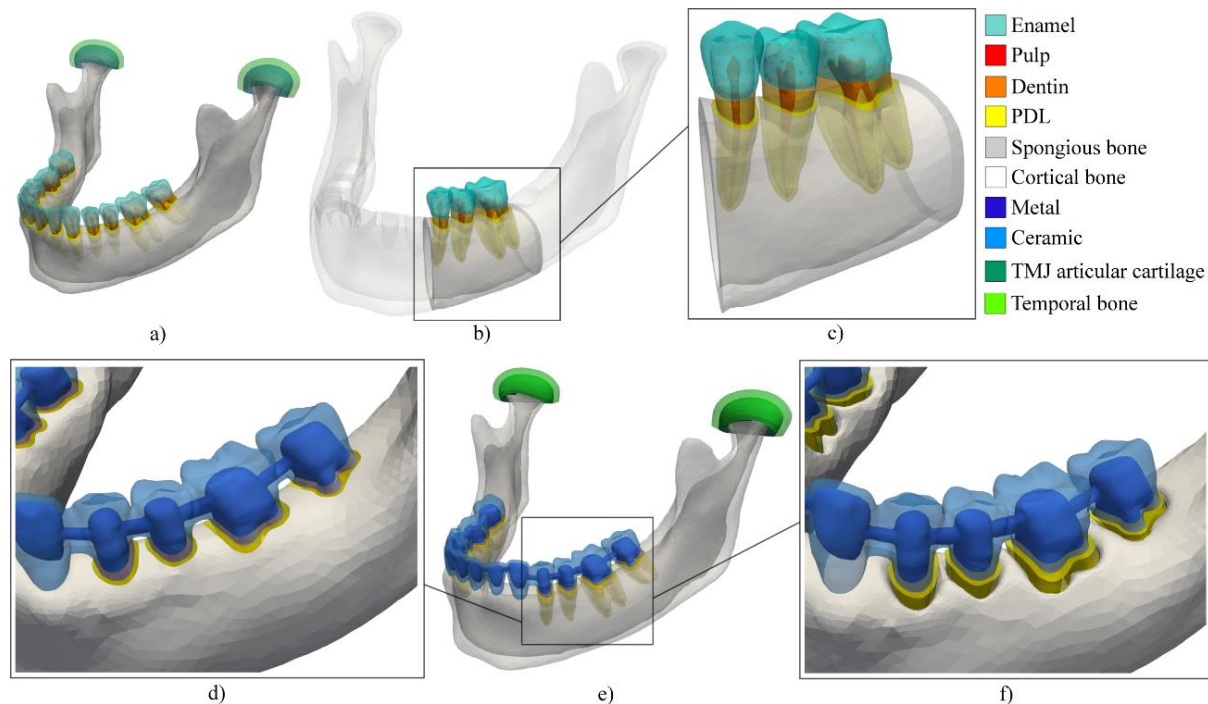 Enamel
Pulp
Dentin
PDL
Spongious bone
Cortical bone
Metal
Ceramic
TMJ articular cartilage
Temporal bone
a)
b)
c)
d)
e)
f)